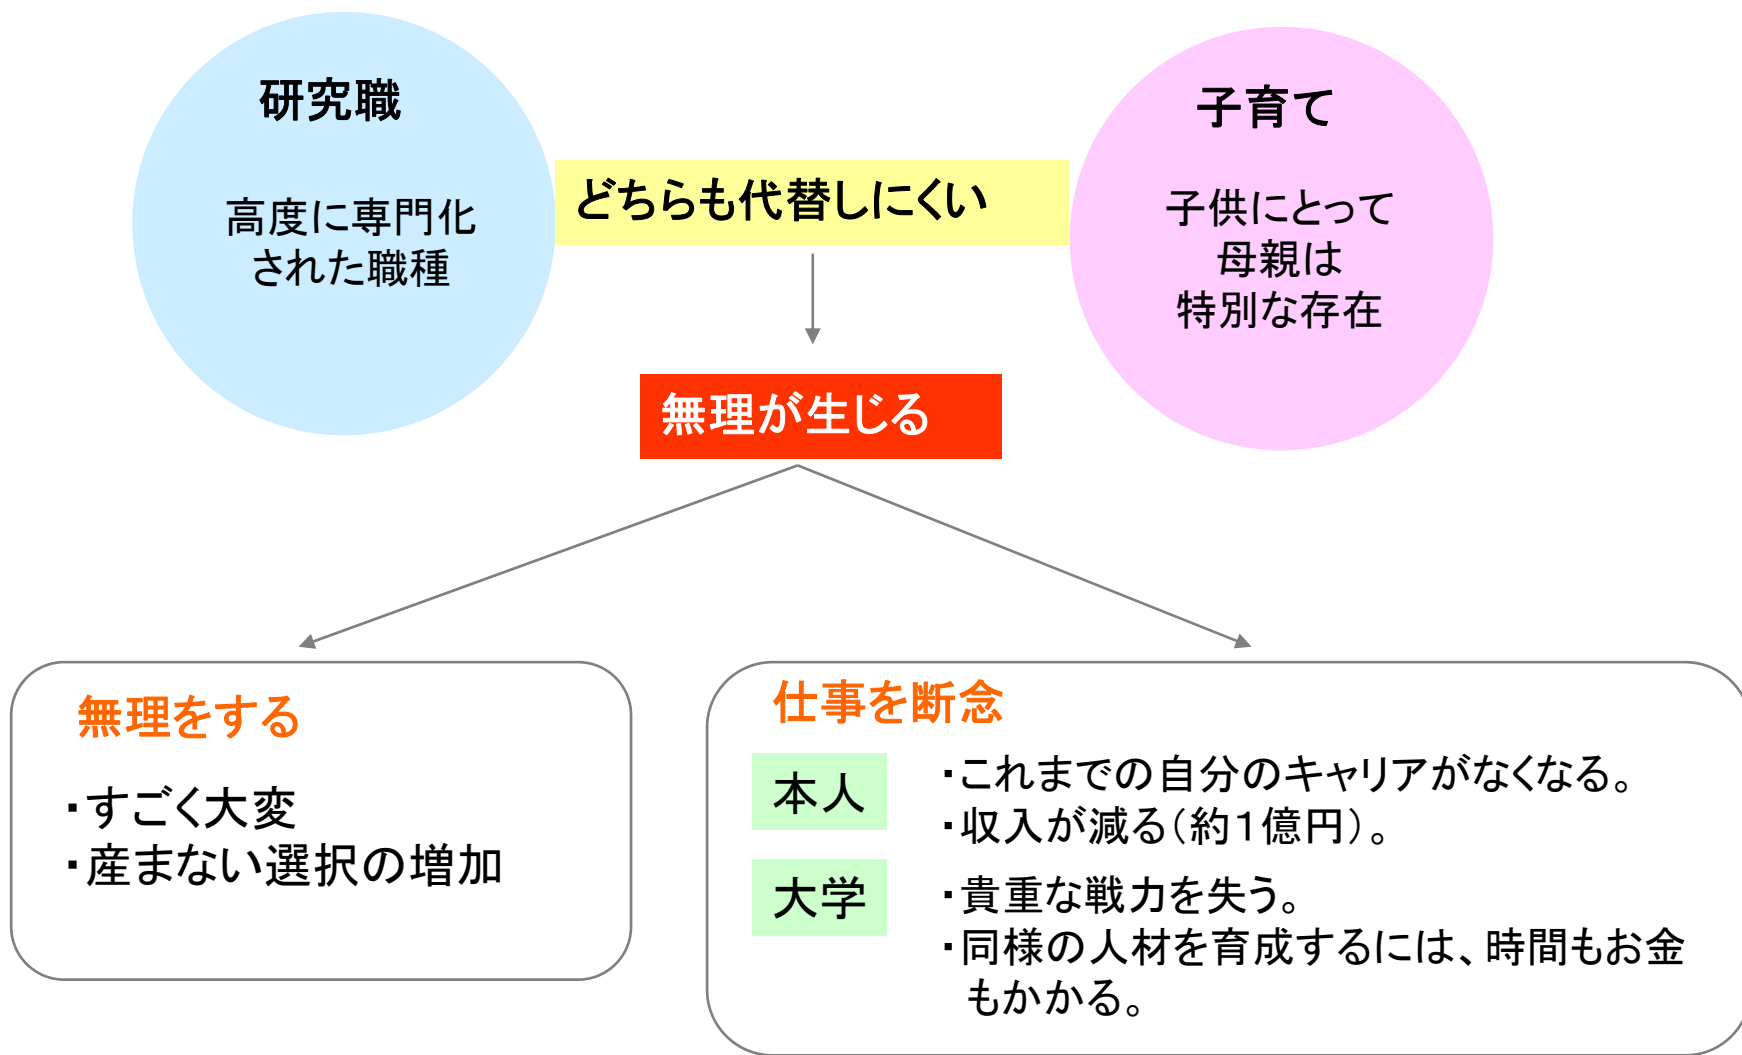 研究職
高度に専門化
された職種
どちらも代替しにくい
子育て
子供にとって
母親は
特別な存在
無理が生じる
無理をする
・すごく大変
・産まない選択の増加
仕事を断念
本人
・これまでの自分のキャリアがなくなる。
・収入が減る（約１億円）。
大学
・貴重な戦力を失う。
・同様の人材を育成するには、時間もお金
もかかる。